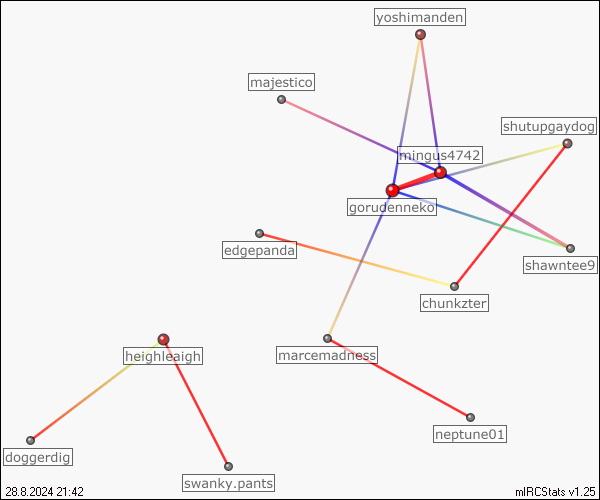 yoshimanden
majestico
shutupgaydog
mingus4742
gorudenneko
edgepanda
shawntee9
chunkzter
heighleaigh
marcemadness
neptune01
doggerdig
swanky.pants
28.8.2024 21:42
mIRCStats v1.25